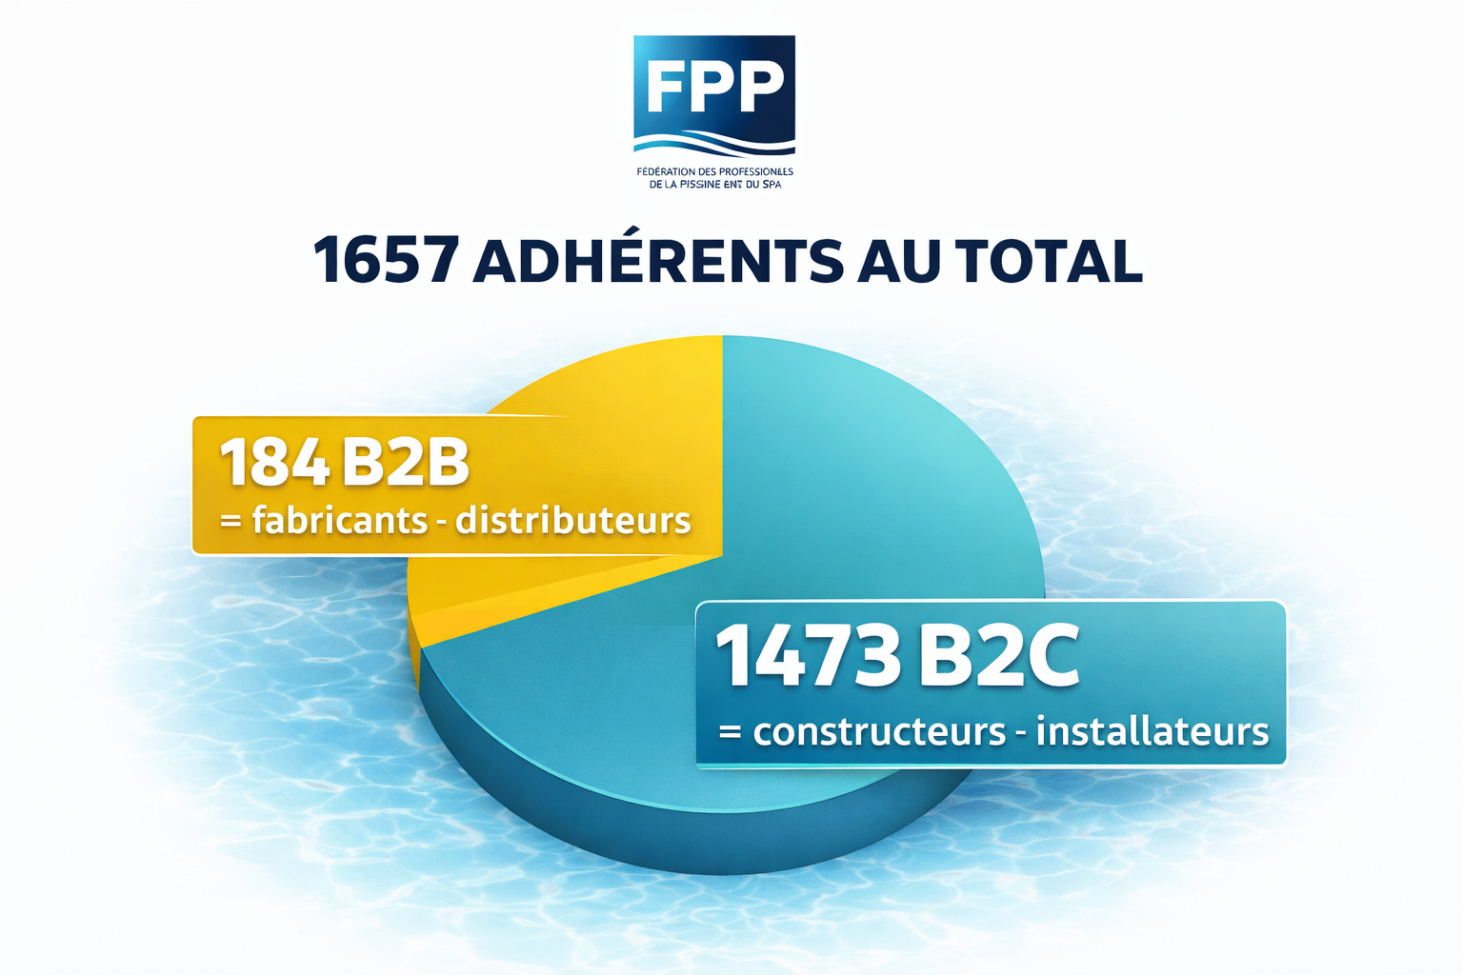 FPP
FÉDÉRATION DES PROFESSIONALS
DE LA PISSINE ENT DU SPA
1657 ADHÉRENTS AU TOTAL
184 B2B
= fabricants - distributeurs
1473 B2C
= constructeurs - installateurs